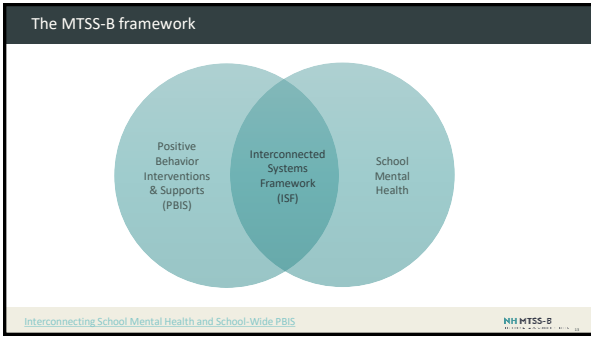 The MTSS-B framework
Positive
Behavior
Interventions
& Supports
(PBIS)
Interconnected
Systems
Framework
(ISF)
School
Mental
Health
Interconnecting School Mental Health and School-Wide PBIS
NH MTSS-B